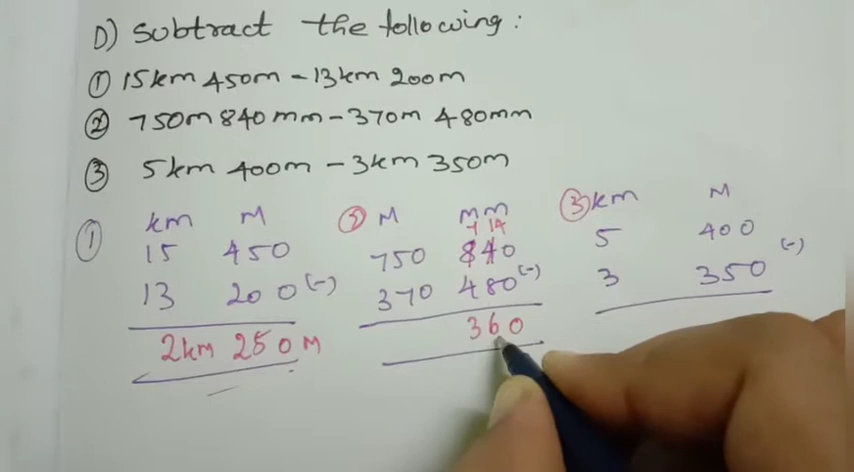 D) Subtract the following:
① 15km 450m - 13km 200m
② 750m 840mm - 370m 480mm
③ 5km 400m - 3km 350m
① km M
15 450
13 200 (-)
2km 250 M
② M mm
7 14
750 840
370 480 (-)
360
③ km M
5 400
3 350 (-)